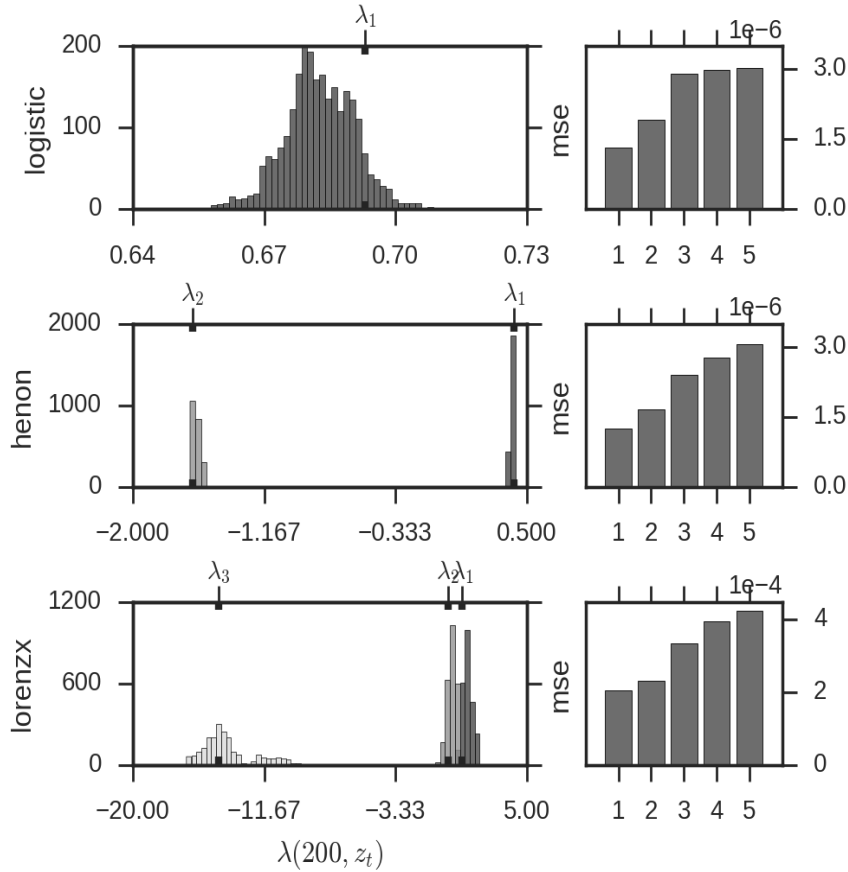 λ₁
1e−6
200
100
0
logistic
0.64 0.67 0.70 0.73
3.0
1.5
0.0
mse
1 2 3 4 5
λ₂ λ₁
1e−6
2000
1000
0
henon
−2.000 −1.167 −0.333 0.500
3.0
1.5
0.0
mse
1 2 3 4 5
λ₃ λ₂ λ₁
1e−4
1200
600
0
lorenzx
−20.00 −11.67 −3.33 5.00
4
2
0
mse
1 2 3 4 5
λ(200, zₜ)